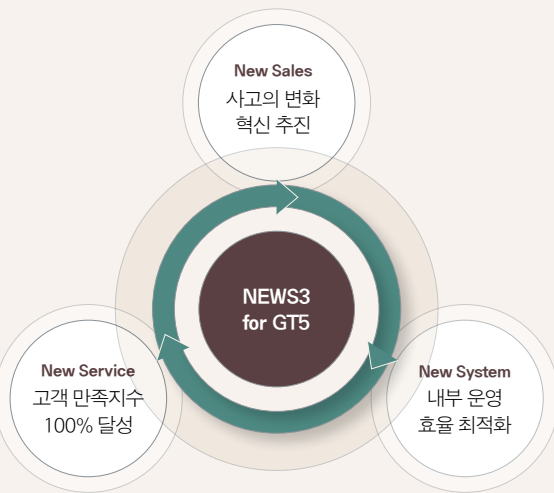 New Sales
사고의 변화
혁신 추진
NEWS3
for GT5
New Service
고객 만족지수
100% 달성
New System
내부 운영
효율 최적화